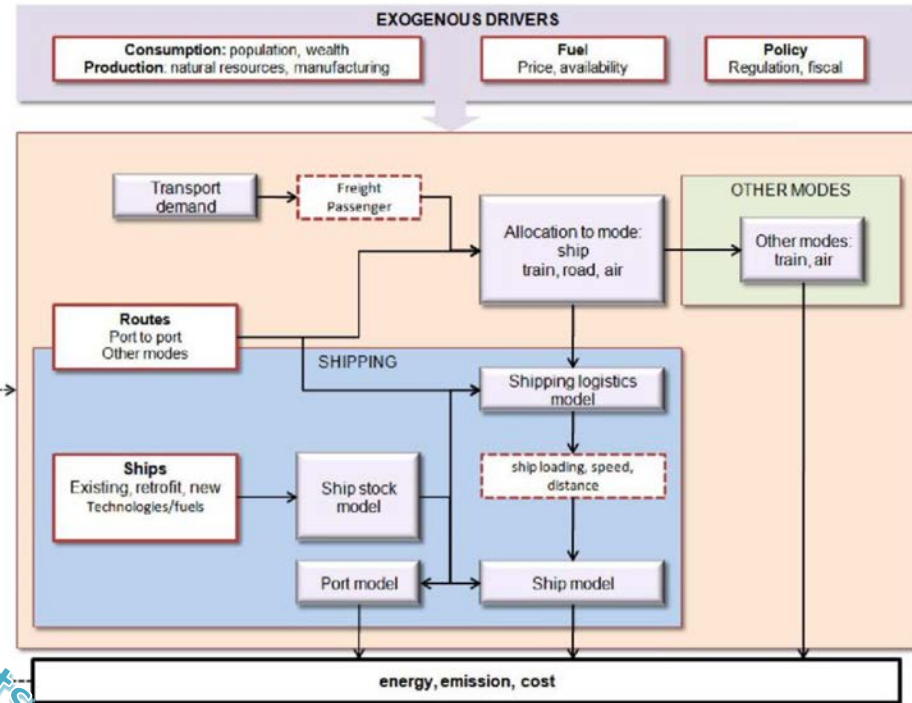 EXOGENOUS DRIVERS
Consumption: population, wealth
Production: natural resources, manufacturing
Fuel
Price, availability
Policy
Regulation, fiscal
Transport
demand
Freight
Passenger
Allocation to mode:
ship
train, road, air
OTHER MODES
Other modes:
train, air
Routes
Port to port
Other modes
SHIPPING
Shipping logistics
model
Ships
Existing, retrofit, new
Technologies/fuels
Ship stock
model
ship loading, speed,
distance
Port model
Ship model
energy, emission, cost